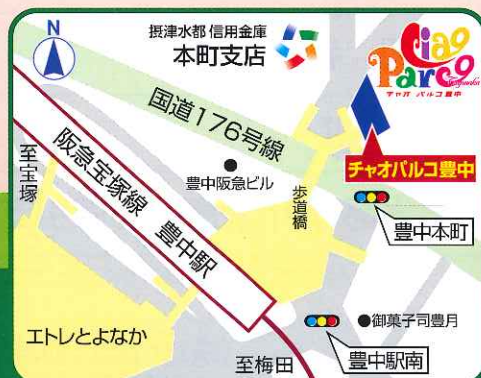 N
摂津水都 信用金庫
本町支店
Ciao
Parco
Toyonaka
チャオ パルコ 豊中
国道176号線
至宝塚
阪急宝塚線 豊中駅
豊中阪急ビル
歩道橋
チャオパルコ豊中
豊中本町
エトレとよなか
至梅田
御菓子司豊月
豊中駅南